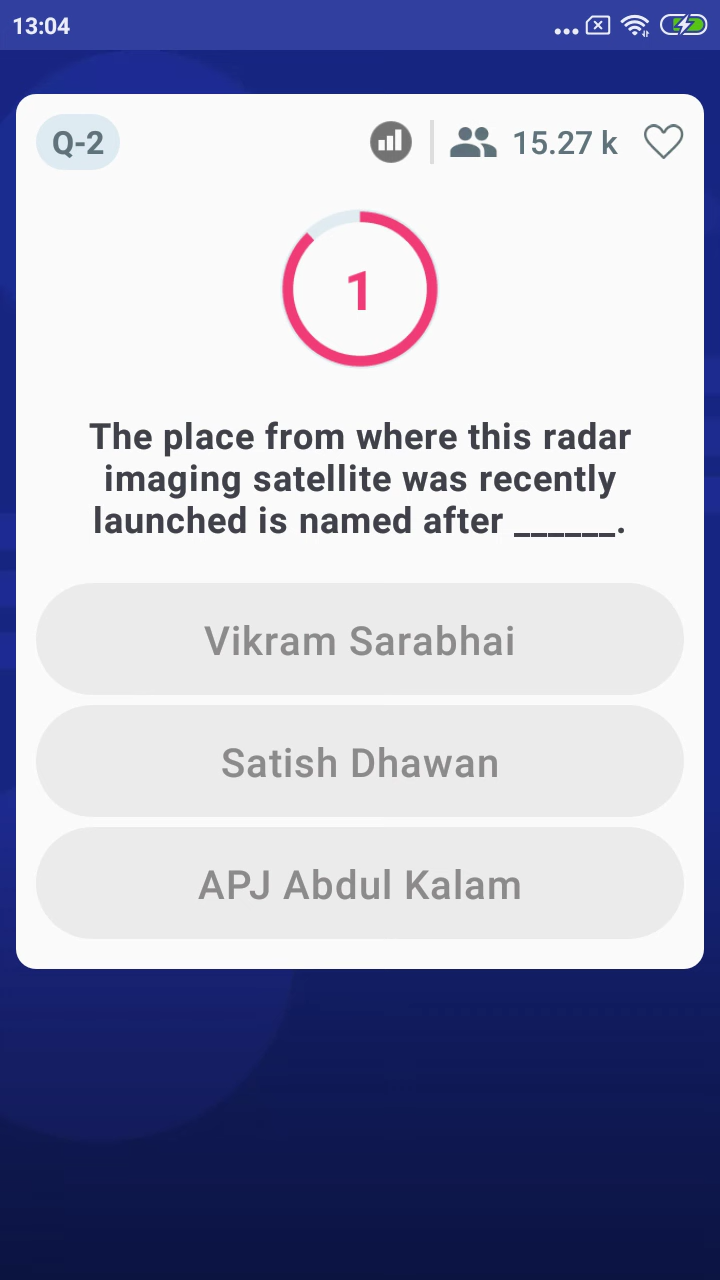 13:04
Q-2
15.27 k
1
The place from where this radar
imaging satellite was recently
launched is named after ______.
Vikram Sarabhai
Satish Dhawan
APJ Abdul Kalam